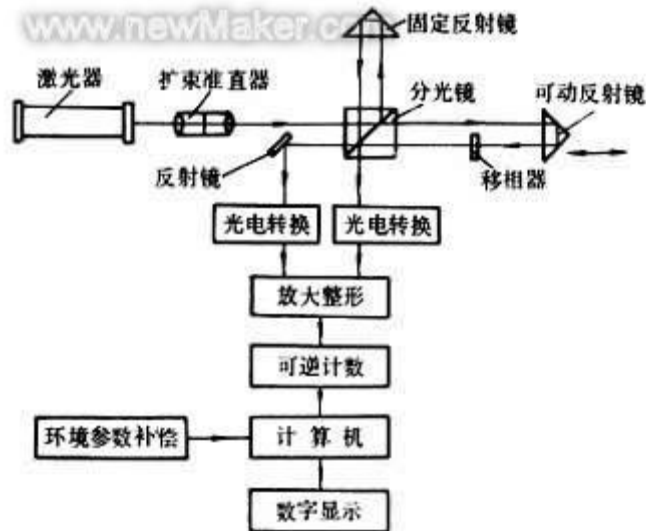 www.newMaker.com
固定反射镜
激光器
扩束准直器
分光镜
可动反射镜
反射镜
移相器
光电转换
光电转换
放大整形
可逆计数
环境参数补偿
计算机
数字显示